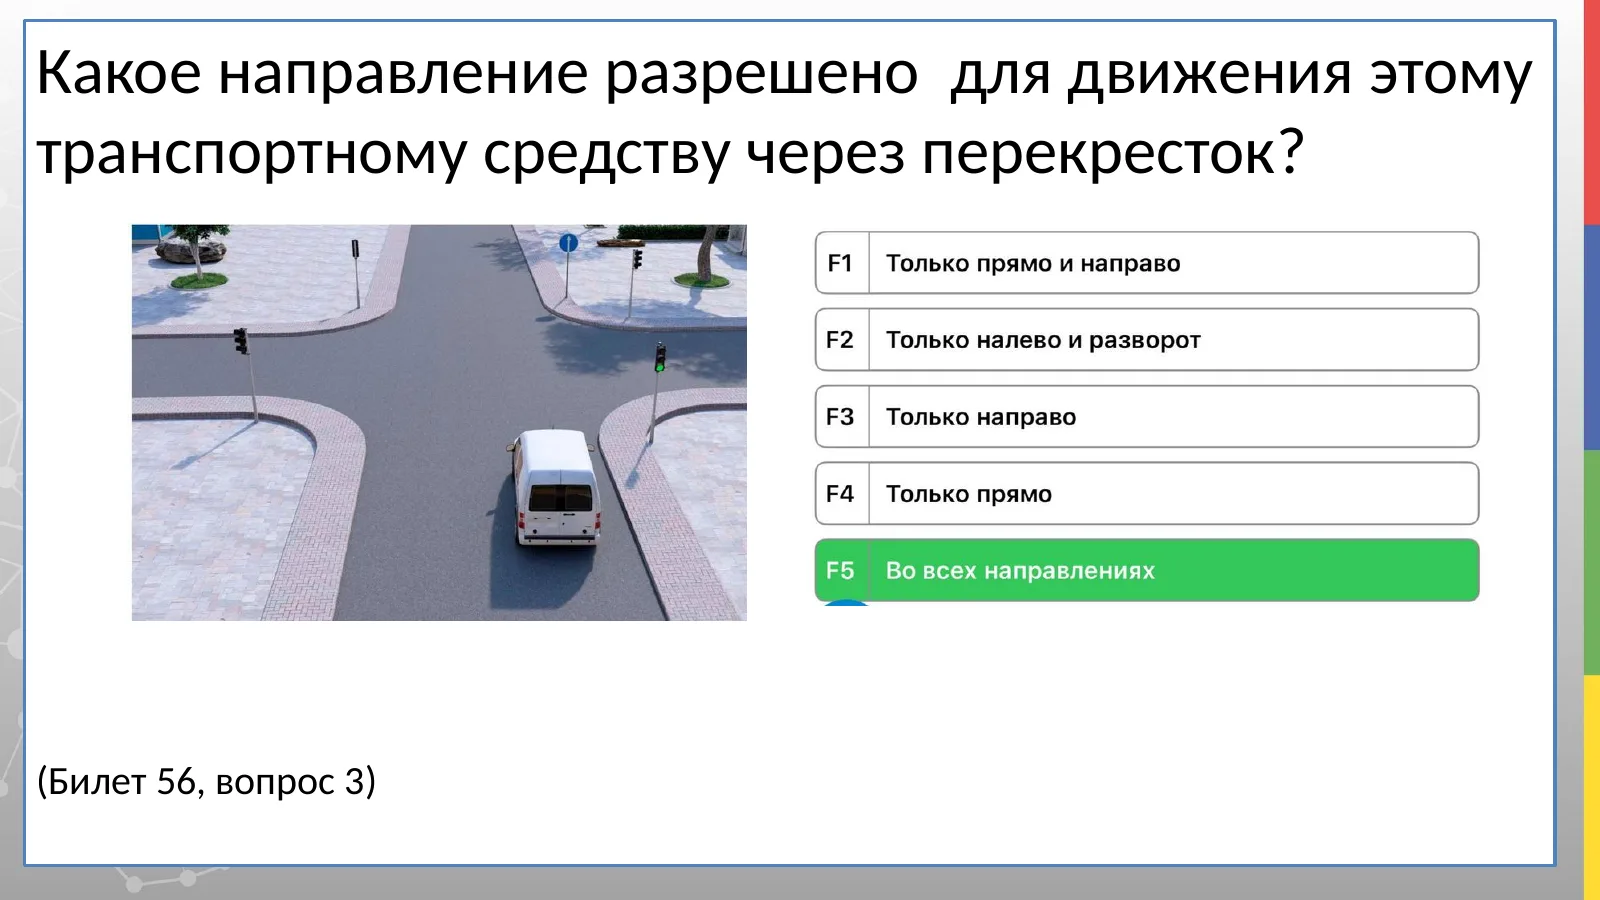 Какое направление разрешено  для движения этому
транспортному средству через перекресток?
F1 Только прямо и направо
F2 Только налево и разворот
F3 Только направо
F4 Только прямо
F5 Во всех направлениях
(Билет 56, вопрос 3)